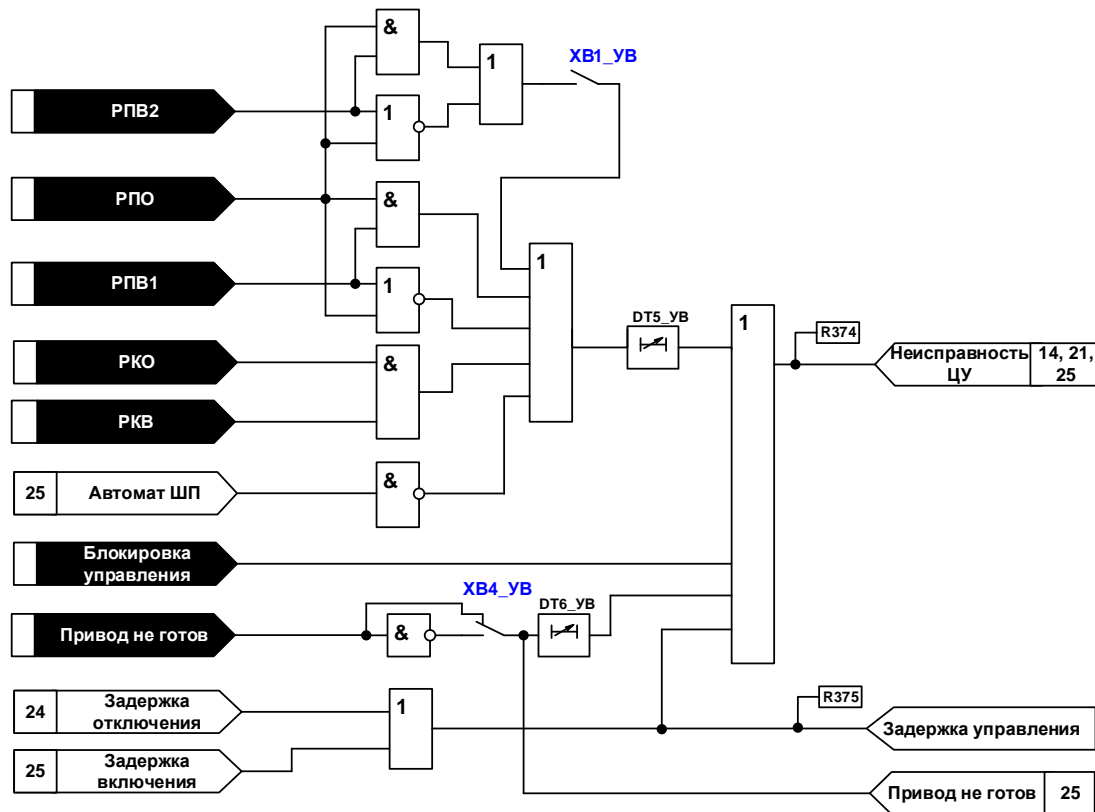 &
1
ХВ1_УВ
РПВ2
1
РПО
&
РПВ1
1
1
DT5_УВ
1
R374
РКО
&
Неисправность
ЦУ
14, 21,
25
РКВ
25
Автомат ШП
&
Блокировка
управления
ХВ4_УВ
DT6_УВ
Привод не готов
&
24
Задержка
отключения
1
R375
Задержка управления
25
Задержка
включения
Привод не готов
25